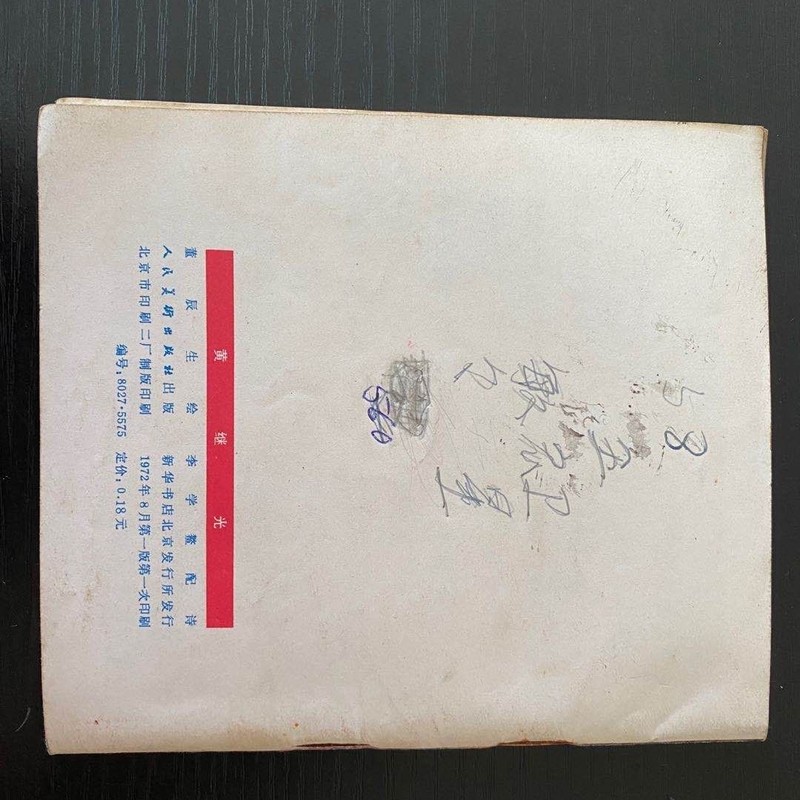 黄继光
董辰生绘 李学鳌配诗
人民美术出版社出版 新华书店北京发行所发行
北京市印刷二厂制版印刷 1972年8月第一版第一次印刷
编号:8027·5575 定价:0.18元
58
560